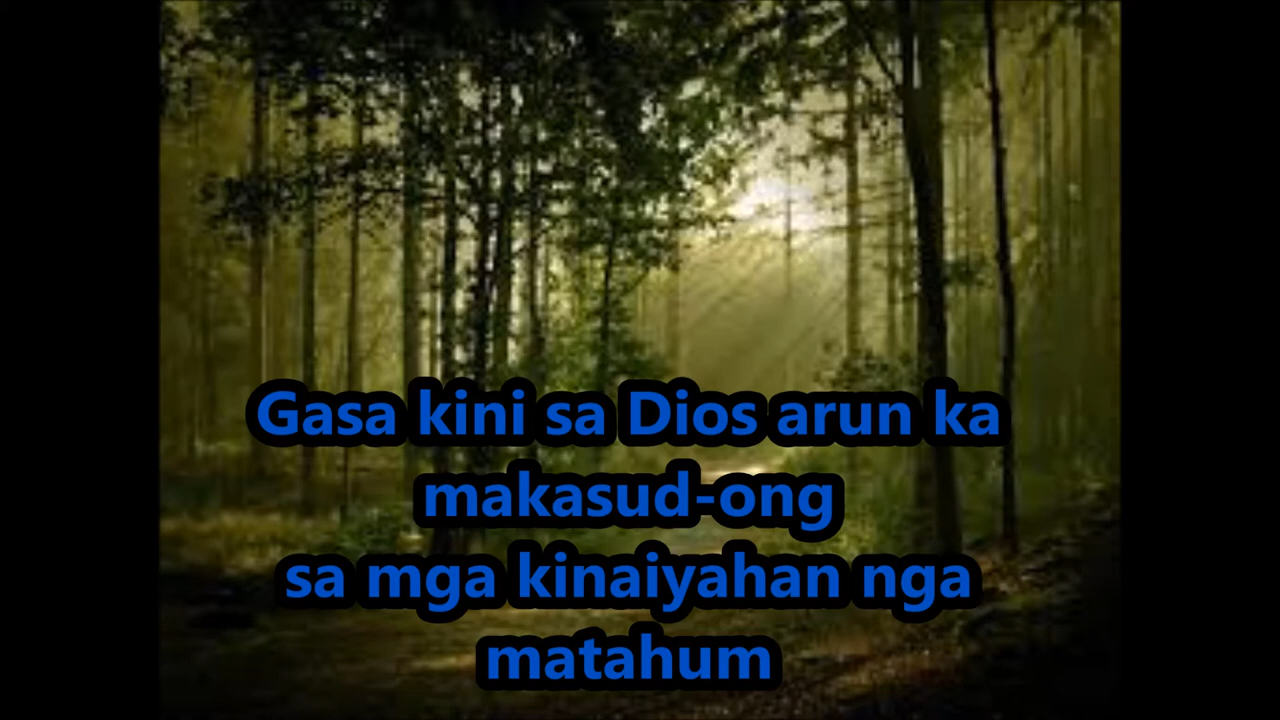 Gasa kini sa Dios arun ka
makasud-ong
sa mga kinaiyahan nga
matahum